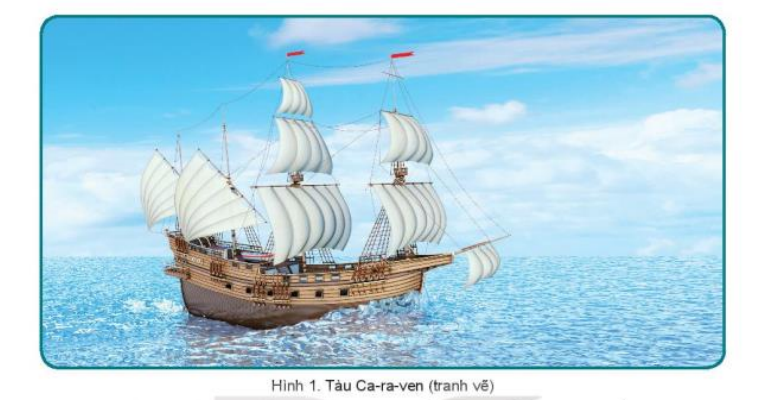 Hình 1. Tàu Ca-ra-ven (tranh vẽ)